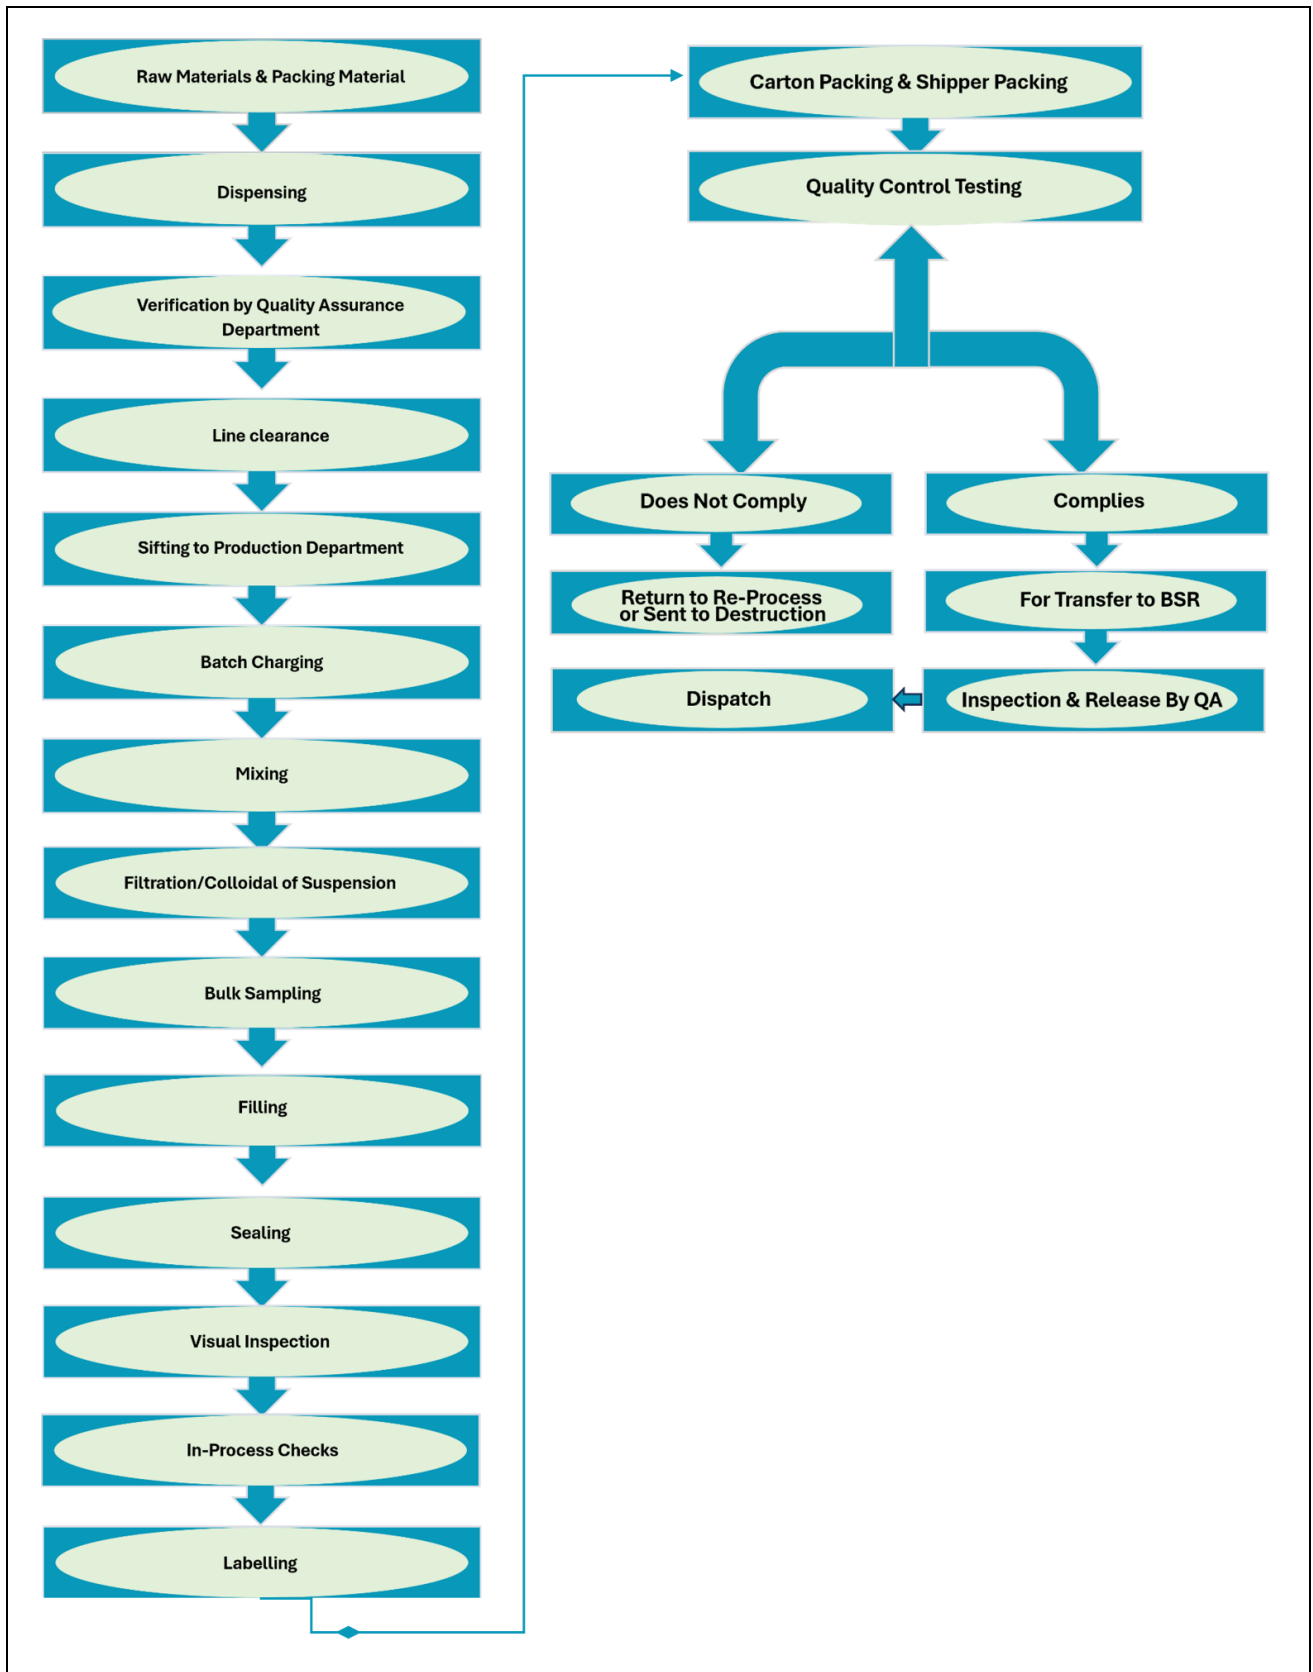 Raw Materials & Packing Material
Dispensing
Verification by Quality Assurance
Department
Line clearance
Sifting to Production Department
Batch Charging
Mixing
Filtration/Colloidal of Suspension
Bulk Sampling
Filling
Sealing
Visual Inspection
In-Process Checks
Labelling
Carton Packing & Shipper Packing
Quality Control Testing
Does Not Comply
Return to Re-Process
or Sent to Destruction
Complies
For Transfer to BSR
Inspection & Release By QA
Dispatch